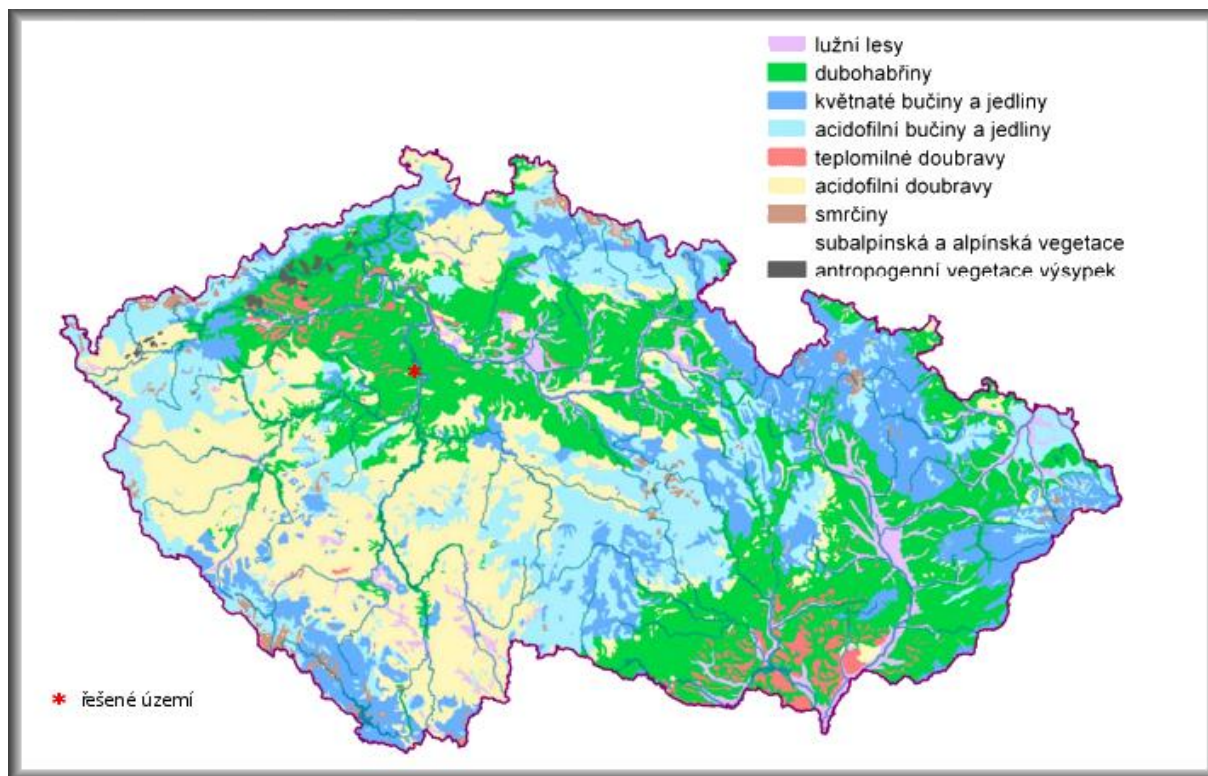 lužní lesy
dubohabřiny
květnaté bučiny a jedliny
acidofilní bučiny a jedliny
teplomilné doubravy
acidofilní doubravy
smrčiny
subalpinská a alpínská vegetace
antropogenní vegetace výsypek
* řešené území